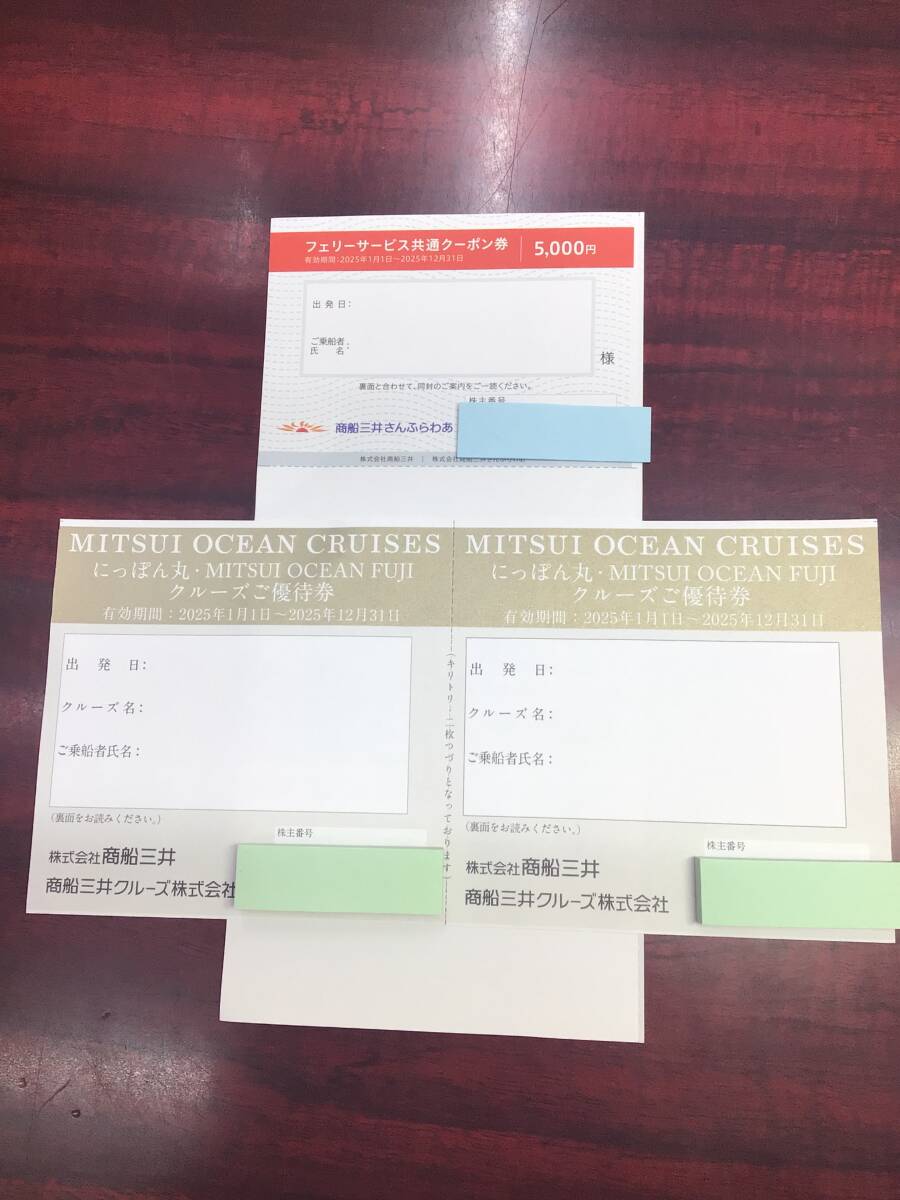 フェリーサービス共通クーポン券 5,000円
有効期間:2025年1月1日～2025年12月31日
出発日:
ご乗船者
氏 名 :
様
裏面と合わせて、同封のご案内をご一読ください。
株主番号
商船三井さんふらわあ
株式会社商船三井 |
MITSUI OCEAN CRUISES
にっぽん丸・MITSUI OCEAN FUJI
クルーズご優待券
有効期間:2025年1月1日～2025年12月31日
出発日:
クルーズ名:
ご乗船者氏名:
(裏面をお読みください。)
株主番号
株式会社商船三井
商船三井クルーズ株式会社
(キリトリ…二枚つづりとなっております)
MITSUI OCEAN CRUISES
にっぽん丸・MITSUI OCEAN FUJI
クルーズご優待券
有効期間:2025年1月1日～2025年12月31日
出発日:
クルーズ名:
ご乗船者氏名:
(裏面をお読みください。)
株主番号
株式会社商船三井
商船三井クルーズ株式会社